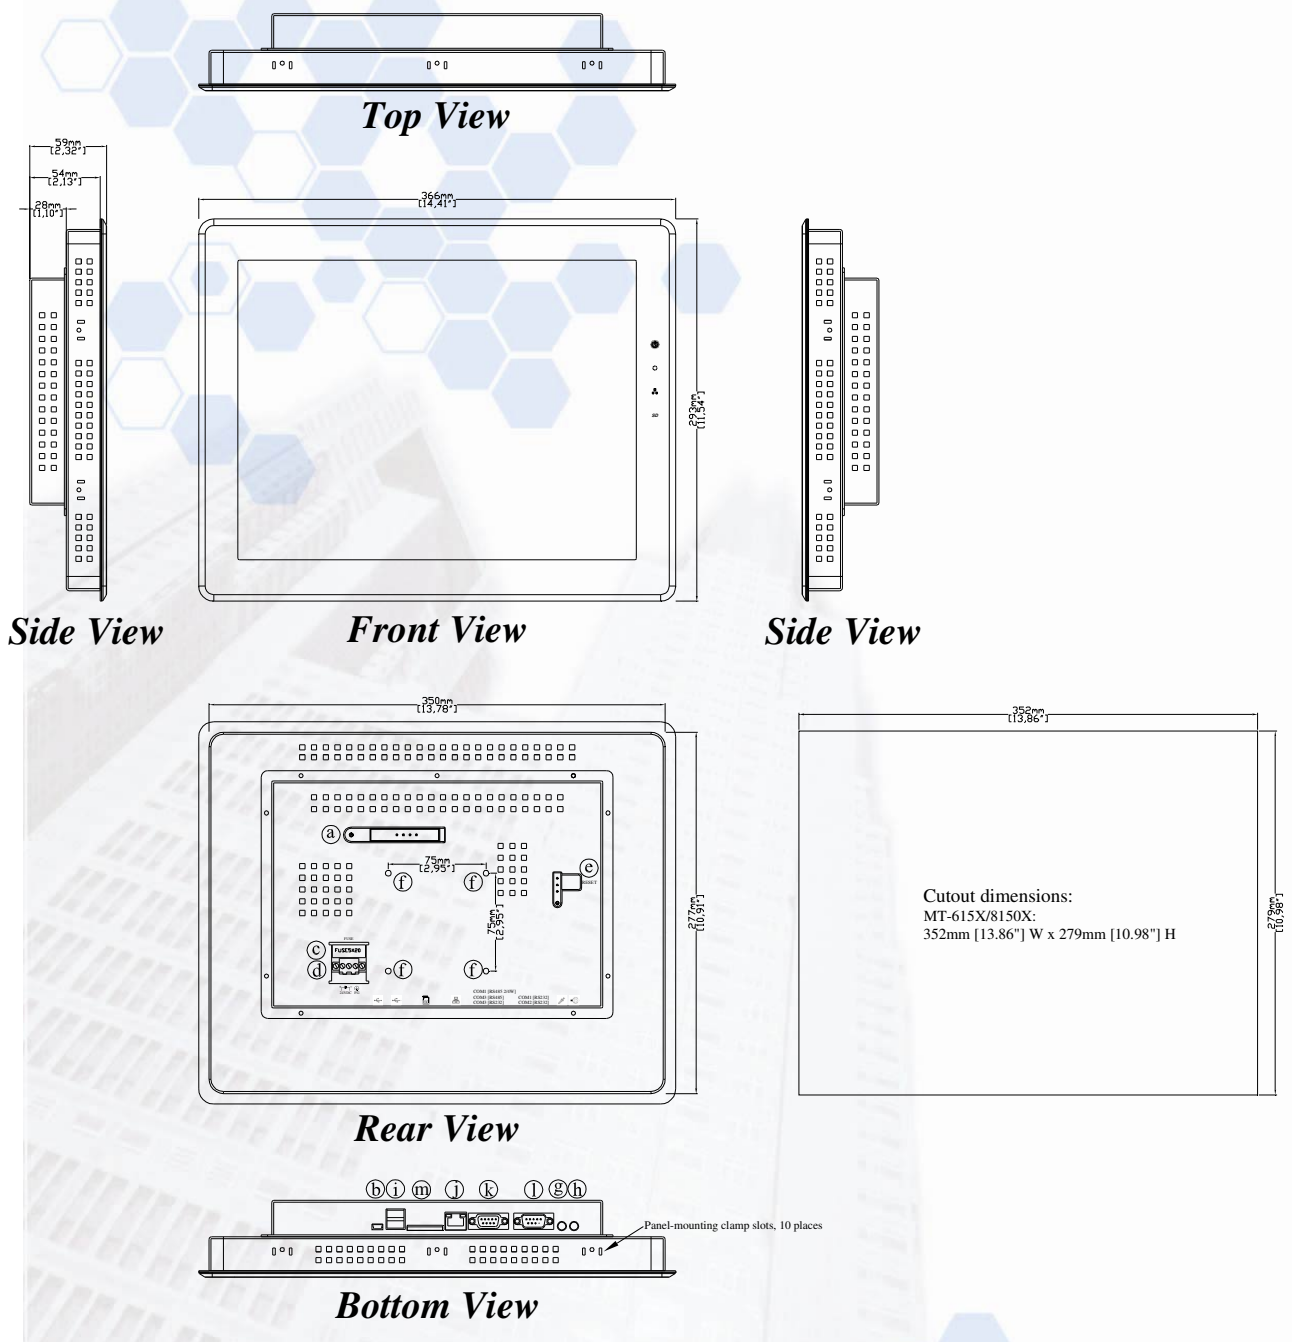 Top View
59mm
[2,32"]
54mm
[2,13"]
28mm
[1,10"]
366mm
[14,41"]
293mm
[11,54"]
SD
Side View
Front View
Side View
350mm
[13,78"]
352mm
[13,86"]
a
75mm
[2,95"]
e
RESET
f
f
75mm
[2,95"]
277mm
[10,91"]
Cutout dimensions:
MT-615X/8150X:
352mm [13.86"] W x 279mm [10.98"] H
279mm
[10,98"]
FUSE
c
d
f
f
COM1 [RS485 2/4W]
COM3 [RS485]
COM3 [RS232]
COM1 [RS232]
COM2 [RS232]
Rear View
b i m j k l g h
Panel-mounting clamp slots, 10 places
Bottom View